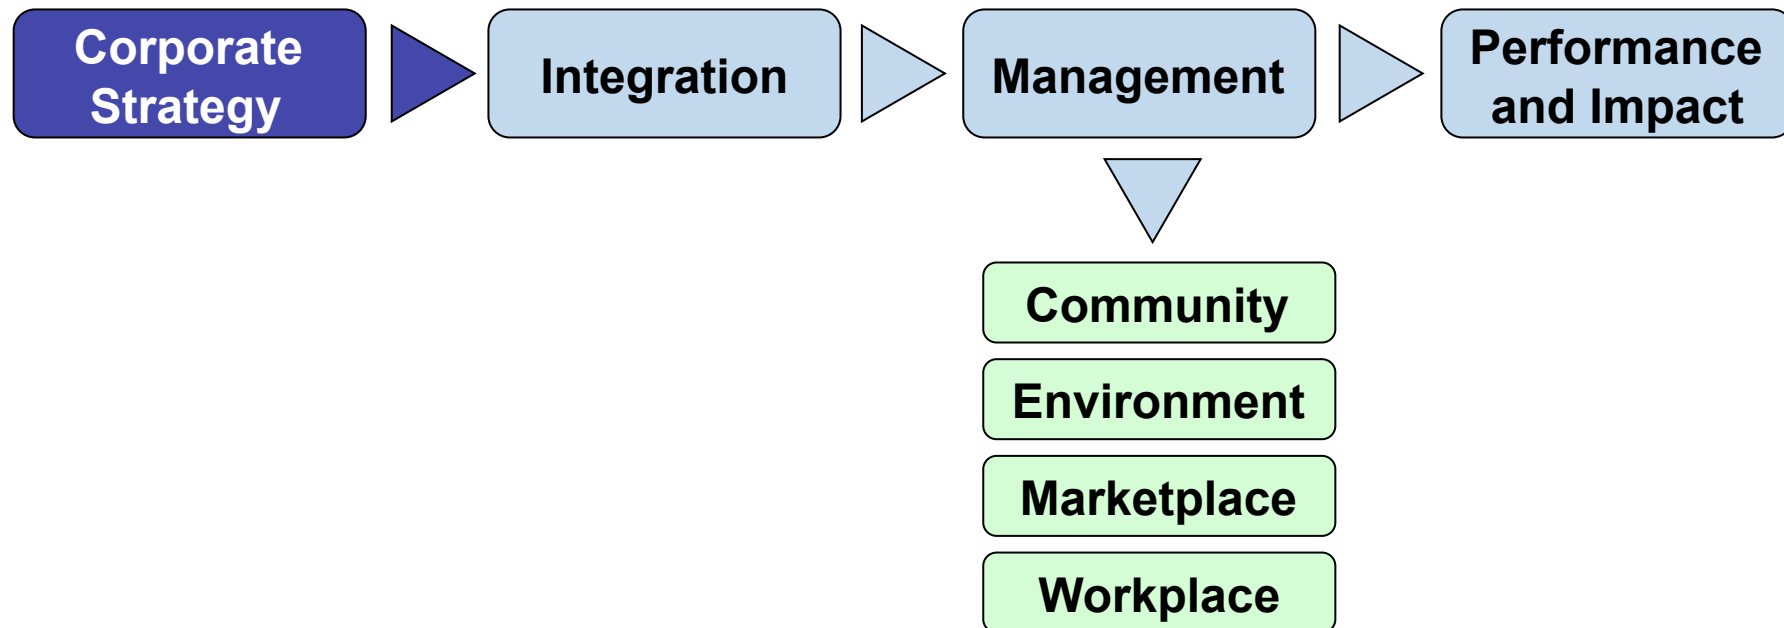 Corporate
Strategy
Integration
Management
Performance
and Impact
Community
Environment
Marketplace
Workplace